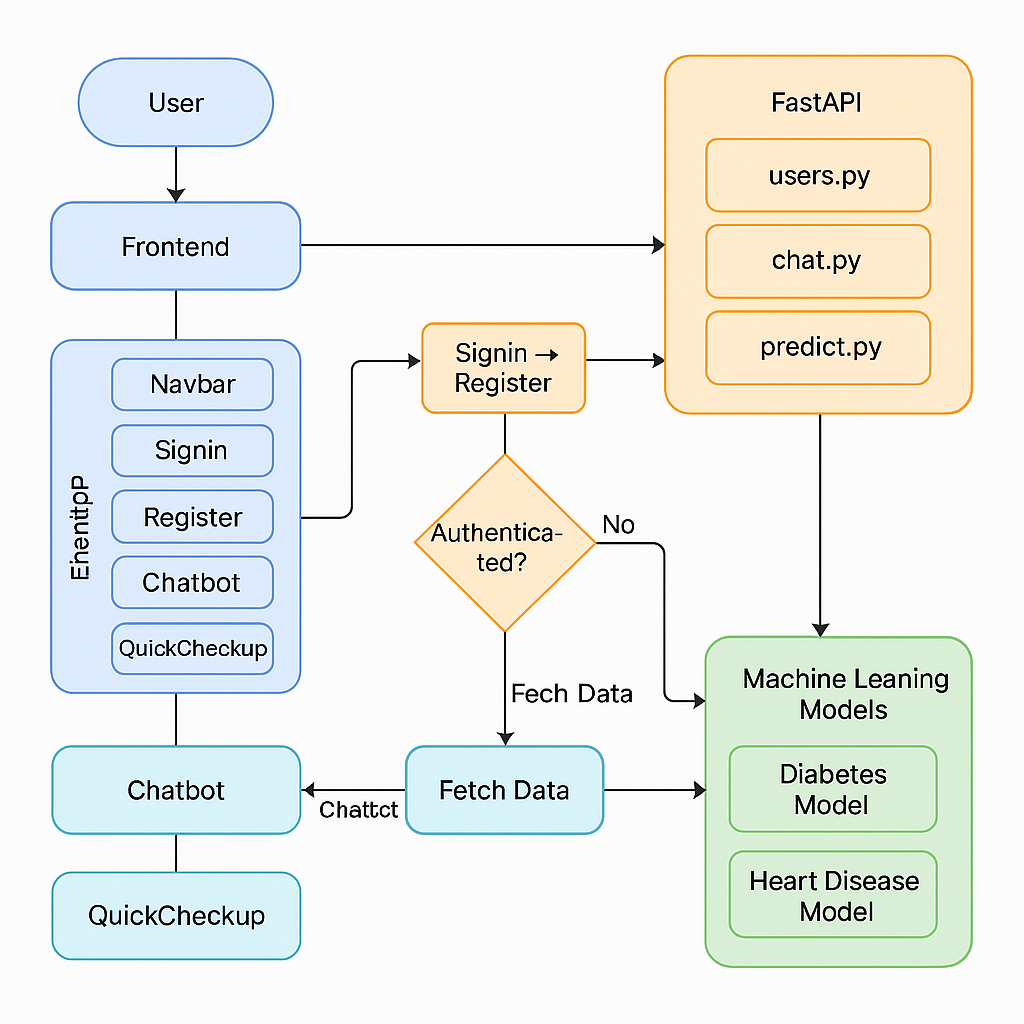 User
Frontend
Navbar
Signin
Register
Chatbot
QuickCheckup
Chatbot
QuickCheckup
Signin →
Register
Authentica-
ted?
No
Fech Data
Fetch Data
Chattct
FastAPI
users.py
chat.py
predict.py
Machine Leaning
Models
Diabetes
Model
Heart Disease
Model